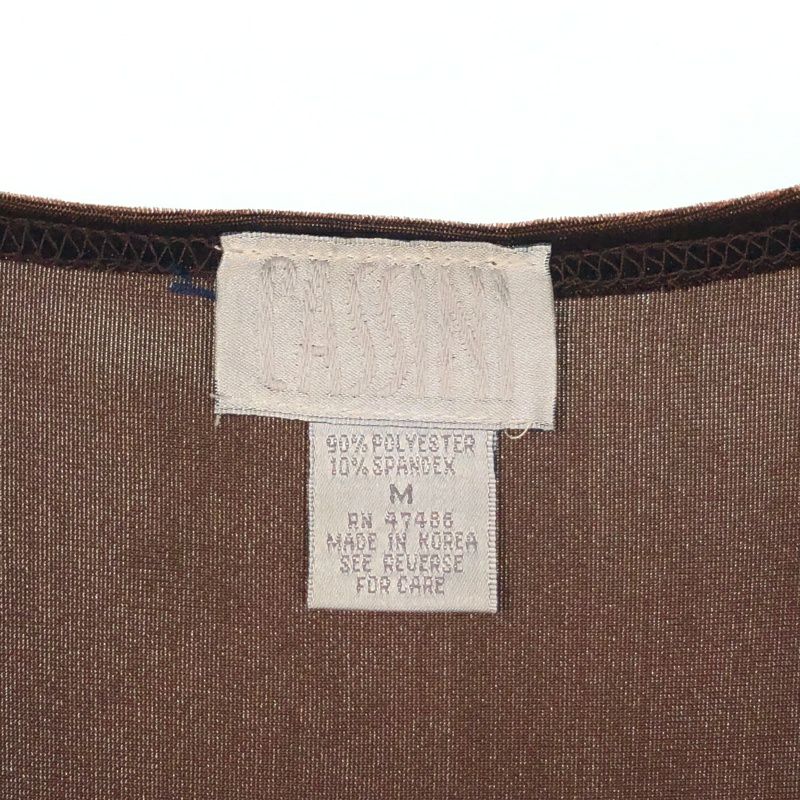 CASSINI
90% POLYESTER
10% SPANDEX
M
RN 47486
MADE IN KOREA
SEE REVERSE
FOR CARE